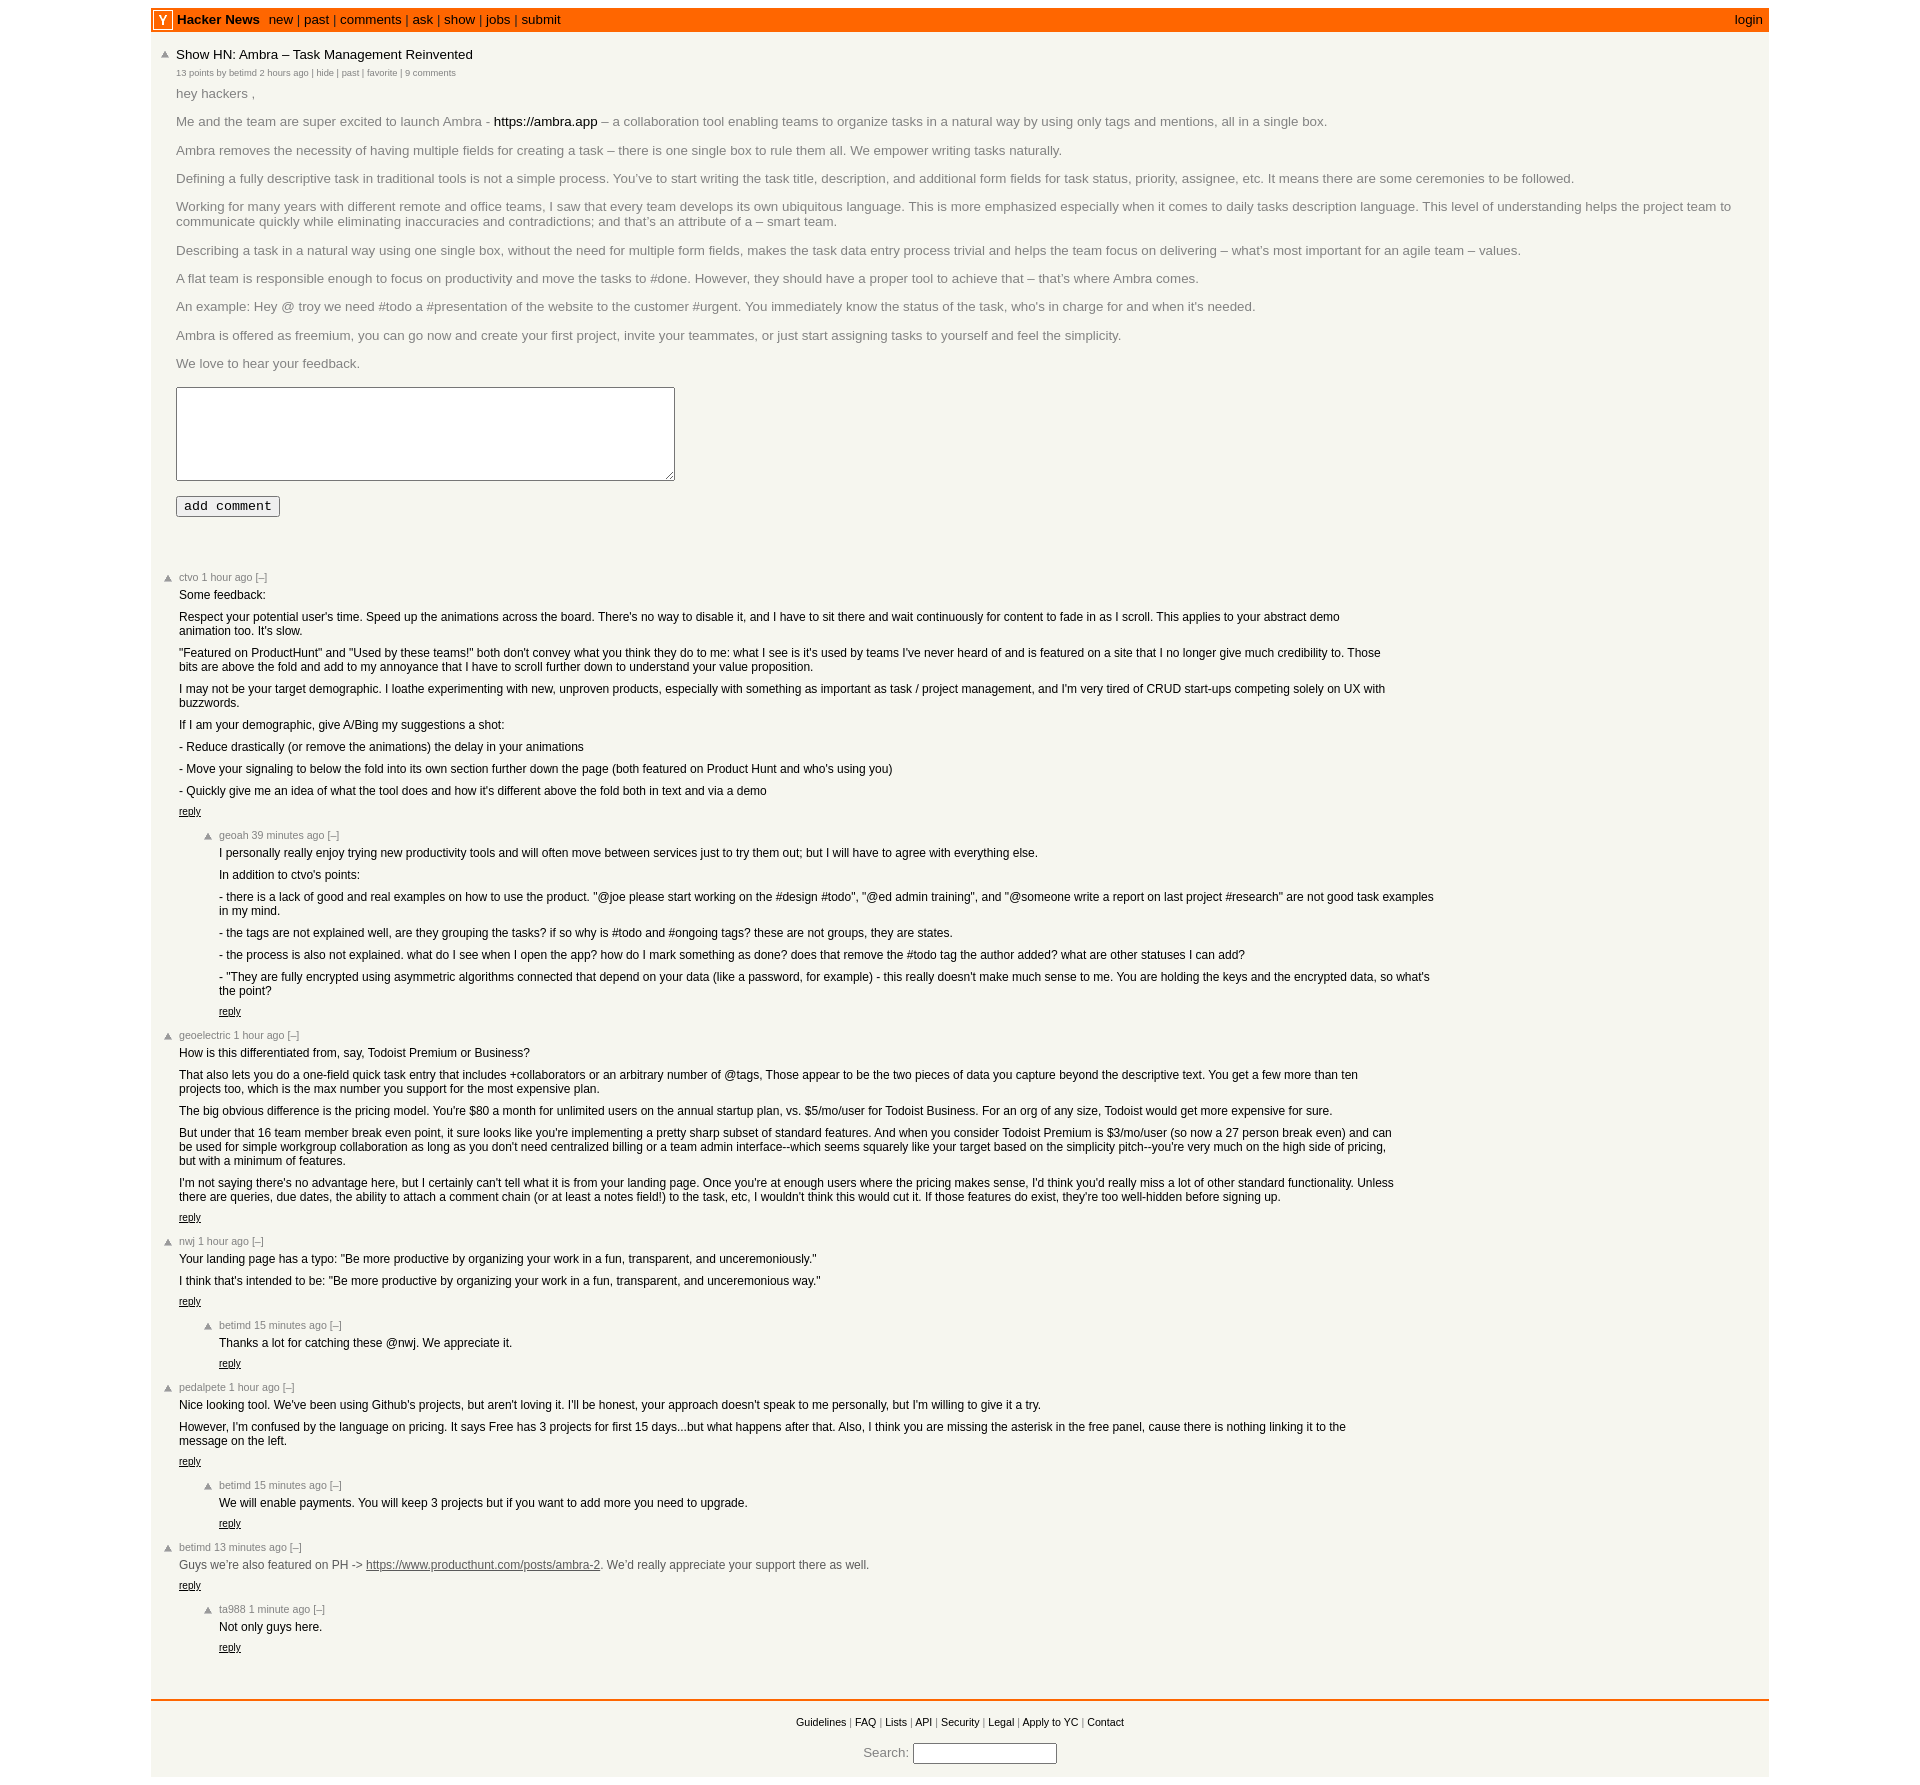 Y Hacker News new | past | comments | ask | show | jobs | submit login
Show HN: Ambra – Task Management Reinvented
13 points by betimd 2 hours ago | hide | past | favorite | 9 comments
hey hackers ,
Me and the team are super excited to launch Ambra - https://ambra.app – a collaboration tool enabling teams to organize tasks in a natural way by using only tags and mentions, all in a single box.
Ambra removes the necessity of having multiple fields for creating a task – there is one single box to rule them all. We empower writing tasks naturally.
Defining a fully descriptive task in traditional tools is not a simple process. You’ve to start writing the task title, description, and additional form fields for task status, priority, assignee, etc. It means there are some ceremonies to be followed.
Working for many years with different remote and office teams, I saw that every team develops its own ubiquitous language. This is more emphasized especially when it comes to daily tasks description language. This level of understanding helps the project team to
communicate quickly while eliminating inaccuracies and contradictions; and that’s an attribute of a – smart team.
Describing a task in a natural way using one single box, without the need for multiple form fields, makes the task data entry process trivial and helps the team focus on delivering – what’s most important for an agile team – values.
A flat team is responsible enough to focus on productivity and move the tasks to #done. However, they should have a proper tool to achieve that – that’s where Ambra comes.
An example: Hey @ troy we need #todo a #presentation of the website to the customer #urgent. You immediately know the status of the task, who's in charge for and when it's needed.
Ambra is offered as freemium, you can go now and create your first project, invite your teammates, or just start assigning tasks to yourself and feel the simplicity.
We love to hear your feedback.
add comment
ctvo 1 hour ago [–]
Some feedback:
Respect your potential user's time. Speed up the animations across the board. There's no way to disable it, and I have to sit there and wait continuously for content to fade in as I scroll. This applies to your abstract demo
animation too. It's slow.
"Featured on ProductHunt" and "Used by these teams!" both don't convey what you think they do to me: what I see is it's used by teams I've never heard of and is featured on a site that I no longer give much credibility to. Those
bits are above the fold and add to my annoyance that I have to scroll further down to understand your value proposition.
I may not be your target demographic. I loathe experimenting with new, unproven products, especially with something as important as task / project management, and I'm very tired of CRUD start-ups competing solely on UX with
buzzwords.
If I am your demographic, give A/Bing my suggestions a shot:
- Reduce drastically (or remove the animations) the delay in your animations
- Move your signaling to below the fold into its own section further down the page (both featured on Product Hunt and who's using you)
- Quickly give me an idea of what the tool does and how it's different above the fold both in text and via a demo
reply
geoah 39 minutes ago [–]
I personally really enjoy trying new productivity tools and will often move between services just to try them out; but I will have to agree with everything else.
In addition to ctvo's points:
- there is a lack of good and real examples on how to use the product. "@joe please start working on the #design #todo", "@ed admin training", and "@someone write a report on last project #research" are not good task examples
in my mind.
- the tags are not explained well, are they grouping the tasks? if so why is #todo and #ongoing tags? these are not groups, they are states.
- the process is also not explained. what do I see when I open the app? how do I mark something as done? does that remove the #todo tag the author added? what are other statuses I can add?
- "They are fully encrypted using asymmetric algorithms connected that depend on your data (like a password, for example) - this really doesn't make much sense to me. You are holding the keys and the encrypted data, so what's
the point?
reply
geoelectric 1 hour ago [–]
How is this differentiated from, say, Todoist Premium or Business?
That also lets you do a one-field quick task entry that includes +collaborators or an arbitrary number of @tags, Those appear to be the two pieces of data you capture beyond the descriptive text. You get a few more than ten
projects too, which is the max number you support for the most expensive plan.
The big obvious difference is the pricing model. You're $80 a month for unlimited users on the annual startup plan, vs. $5/mo/user for Todoist Business. For an org of any size, Todoist would get more expensive for sure.
But under that 16 team member break even point, it sure looks like you're implementing a pretty sharp subset of standard features. And when you consider Todoist Premium is $3/mo/user (so now a 27 person break even) and can
be used for simple workgroup collaboration as long as you don't need centralized billing or a team admin interface--which seems squarely like your target based on the simplicity pitch--you're very much on the high side of pricing,
but with a minimum of features.
I'm not saying there's no advantage here, but I certainly can't tell what it is from your landing page. Once you're at enough users where the pricing makes sense, I'd think you'd really miss a lot of other standard functionality. Unless
there are queries, due dates, the ability to attach a comment chain (or at least a notes field!) to the task, etc, I wouldn't think this would cut it. If those features do exist, they're too well-hidden before signing up.
reply
nwj 1 hour ago [–]
Your landing page has a typo: "Be more productive by organizing your work in a fun, transparent, and unceremoniously."
I think that's intended to be: "Be more productive by organizing your work in a fun, transparent, and unceremonious way."
reply
betimd 15 minutes ago [–]
Thanks a lot for catching these @nwj. We appreciate it.
reply
pedalpete 1 hour ago [–]
Nice looking tool. We've been using Github's projects, but aren't loving it. I'll be honest, your approach doesn't speak to me personally, but I'm willing to give it a try.
However, I'm confused by the language on pricing. It says Free has 3 projects for first 15 days...but what happens after that. Also, I think you are missing the asterisk in the free panel, cause there is nothing linking it to the
message on the left.
reply
betimd 15 minutes ago [–]
We will enable payments. You will keep 3 projects but if you want to add more you need to upgrade.
reply
betimd 13 minutes ago [–]
Guys we’re also featured on PH -> https://www.producthunt.com/posts/ambra-2. We’d really appreciate your support there as well.
reply
ta988 1 minute ago [–]
Not only guys here.
reply
Guidelines | FAQ | Lists | API | Security | Legal | Apply to YC | Contact
Search: